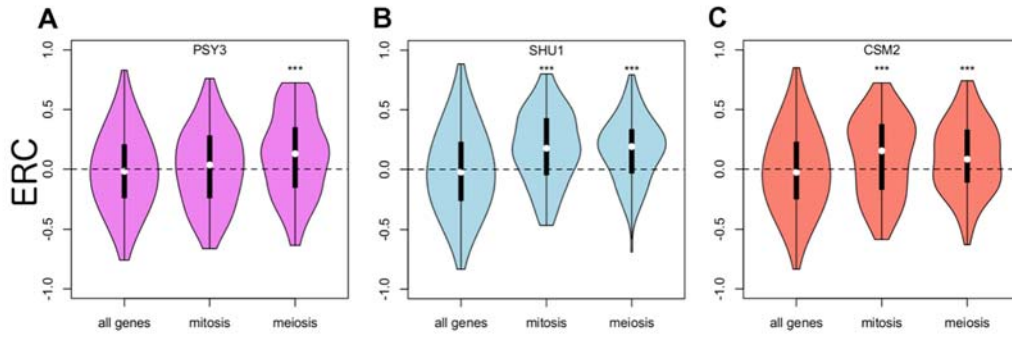 A
B
C
PSY3
SHU1
CSM2
***
*** ***
*** ***
ERC
1.0
0.5
0.0
-0.5
-1.0
1.0
0.5
0.0
-0.5
-1.0
1.0
0.5
0.0
-0.5
-1.0
all genes mitosis meiosis
all genes mitosis meiosis
all genes mitosis meiosis